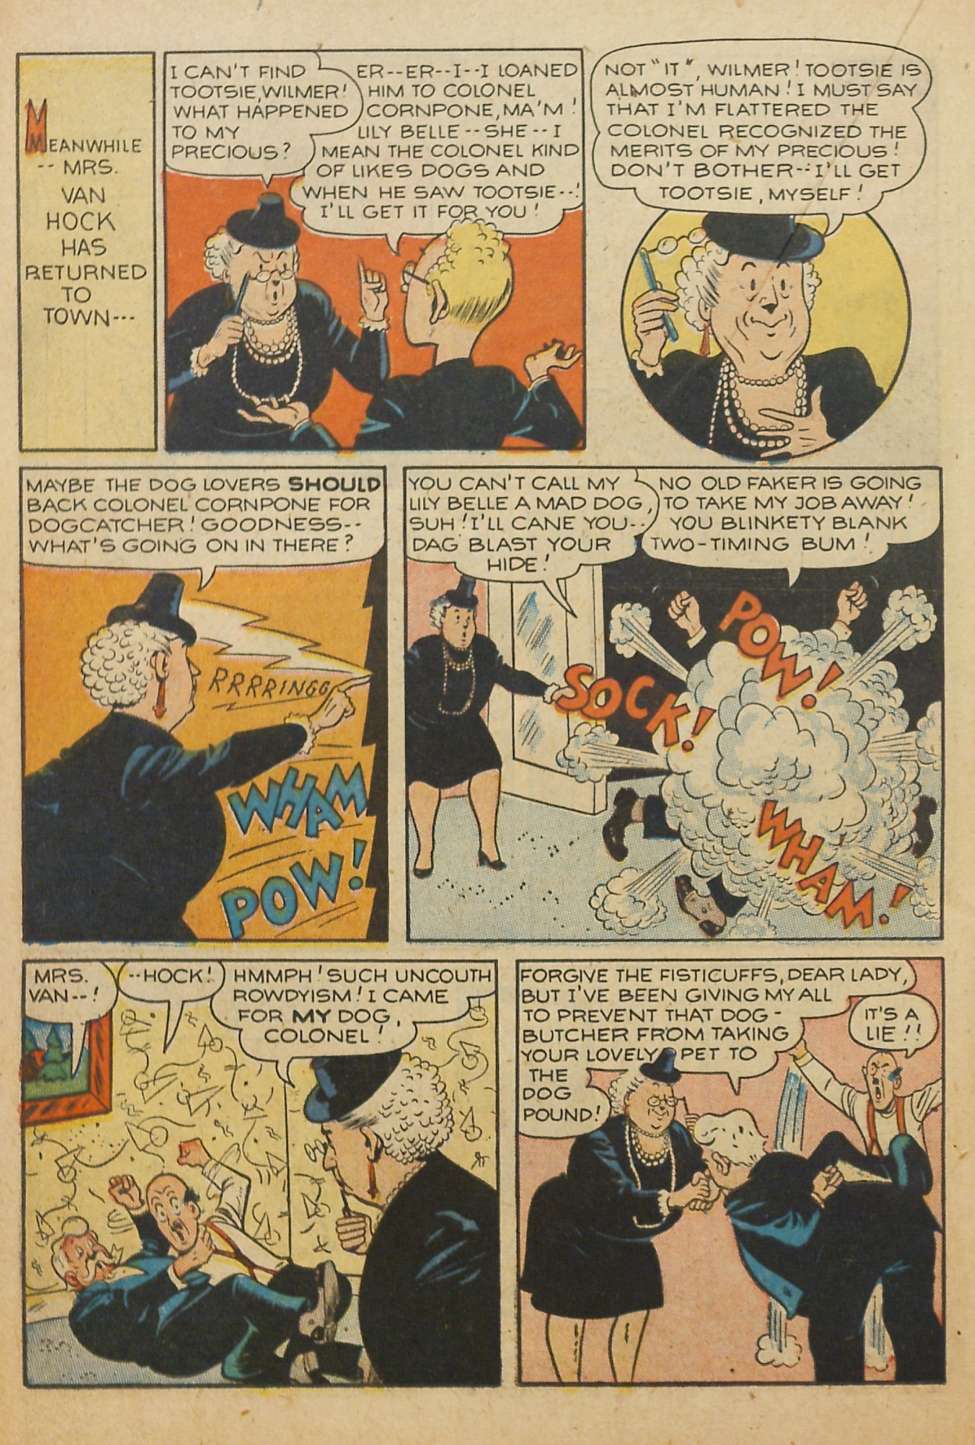 MEANWHILE
-- MRS.
VAN
HOCK
HAS
RETURNED
TO
TOWN---
I CAN'T FIND
TOOTSIE, WILMER!
WHAT HAPPENED
TO MY
PRECIOUS?
ER--ER--I--I LOANED
HIM TO COLONEL
CORNPONE, MA'M!
LILY BELLE--SHE--I
MEAN THE COLONEL KIND
OF LIKES DOGS AND
WHEN HE SAW TOOTSIE--!
I'LL GET IT FOR YOU!
NOT "IT", WILMER! TOOTSIE IS
ALMOST HUMAN! I MUST SAY
THAT I'M FLATTERED THE
COLONEL RECOGNIZED THE
MERITS OF MY PRECIOUS!
DON'T BOTHER--I'LL GET
TOOTSIE, MYSELF!
MAYBE THE DOG LOVERS SHOULD
BACK COLONEL CORNPONE FOR
DOGCATCHER! GOODNESS--
WHAT'S GOING ON IN THERE?
RRRRINGG
WHAM
POW!
YOU CAN'T CALL MY
LILY BELLE A MAD DOG,
SUH! I'LL CANE YOU--
DAG BLAST YOUR
HIDE!
NO OLD FAKER IS GOING
TO TAKE MY JOB AWAY!
YOU BLINKETY BLANK
TWO-TIMING BUM!
SOCK!
POW!
WHAM!
MRS.
VAN--!
--HOCK!
HMMPH! SUCH UNCOUTH
ROWDYISM! I CAME
FOR MY DOG,
COLONEL!
FORGIVE THE FISTICUFFS, DEAR LADY,
BUT I'VE BEEN GIVING MY ALL
TO PREVENT THAT DOG-
BUTCHER FROM TAKING
YOUR LOVELY PET TO
THE
DOG
POUND!
IT'S A
LIE!!